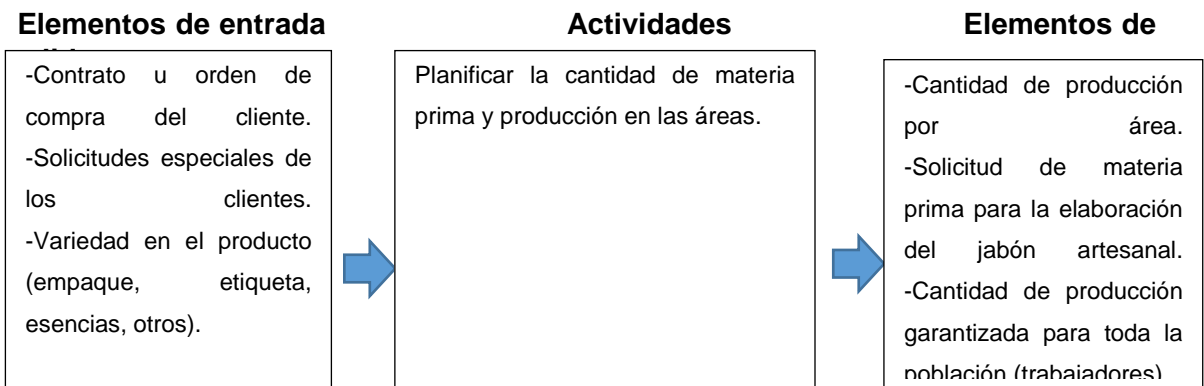 Elementos de entrada
Actividades
Elementos de
-Contrato u orden de
compra del cliente.
-Solicitudes especiales de
los clientes.
-Variedad en el producto
(empaque, etiqueta,
esencias, otros).
Planificar la cantidad de materia
prima y producción en las áreas.
-Cantidad de producción
por área.
-Solicitud de materia
prima para la elaboración
del jabón artesanal.
-Cantidad de producción
garantizada para toda la
población (trabajadores)